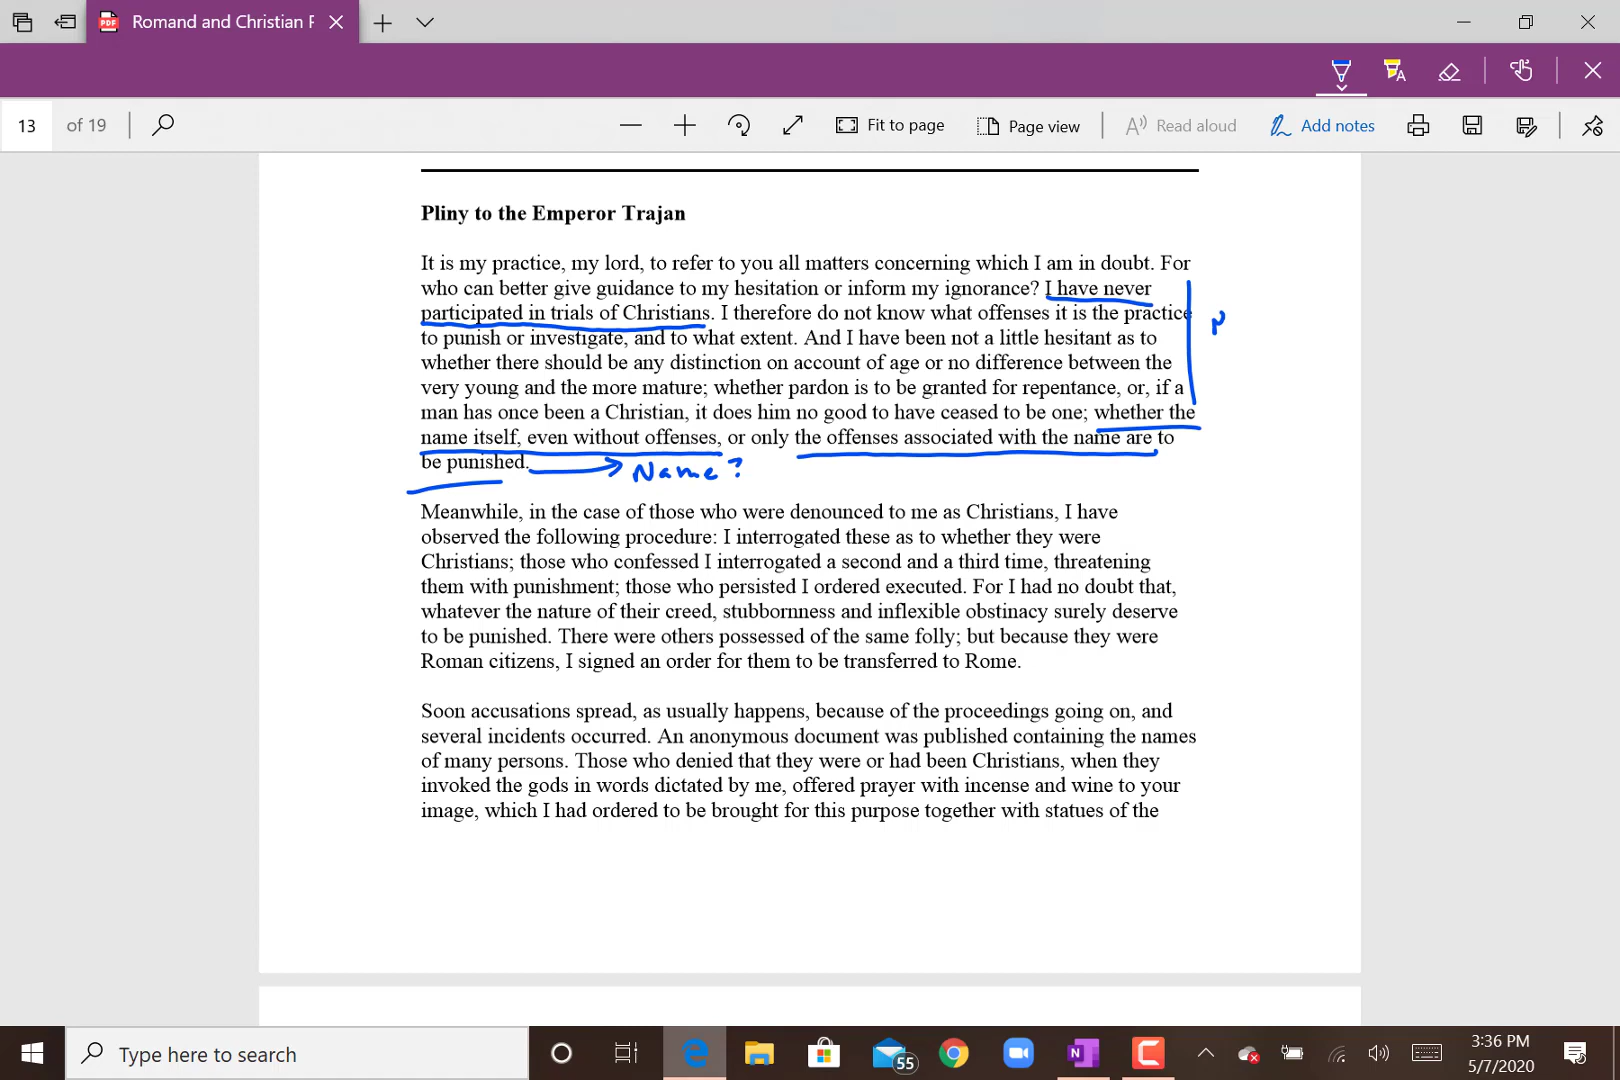 Romand and Christian F
13 of 19
Fit to page
Page view
Read aloud
Add notes
Pliny to the Emperor Trajan
It is my practice, my lord, to refer to you all matters concerning which I am in doubt. For
who can better give guidance to my hesitation or inform my ignorance? I have never
participated in trials of Christians. I therefore do not know what offenses it is the practice
to punish or investigate, and to what extent. And I have been not a little hesitant as to
whether there should be any distinction on account of age or no difference between the
very young and the more mature; whether pardon is to be granted for repentance, or, if a
man has once been a Christian, it does him no good to have ceased to be one; whether the
name itself, even without offenses, or only the offenses associated with the name are to
be punished.
Name?
Meanwhile, in the case of those who were denounced to me as Christians, I have
observed the following procedure: I interrogated these as to whether they were
Christians; those who confessed I interrogated a second and a third time, threatening
them with punishment; those who persisted I ordered executed. For I had no doubt that,
whatever the nature of their creed, stubbornness and inflexible obstinacy surely deserve
to be punished. There were others possessed of the same folly; but because they were
Roman citizens, I signed an order for them to be transferred to Rome.
Soon accusations spread, as usually happens, because of the proceedings going on, and
several incidents occurred. An anonymous document was published containing the names
of many persons. Those who denied that they were or had been Christians, when they
invoked the gods in words dictated by me, offered prayer with incense and wine to your
image, which I had ordered to be brought for this purpose together with statues of the
Type here to search
55
3:36 PM
5/7/2020